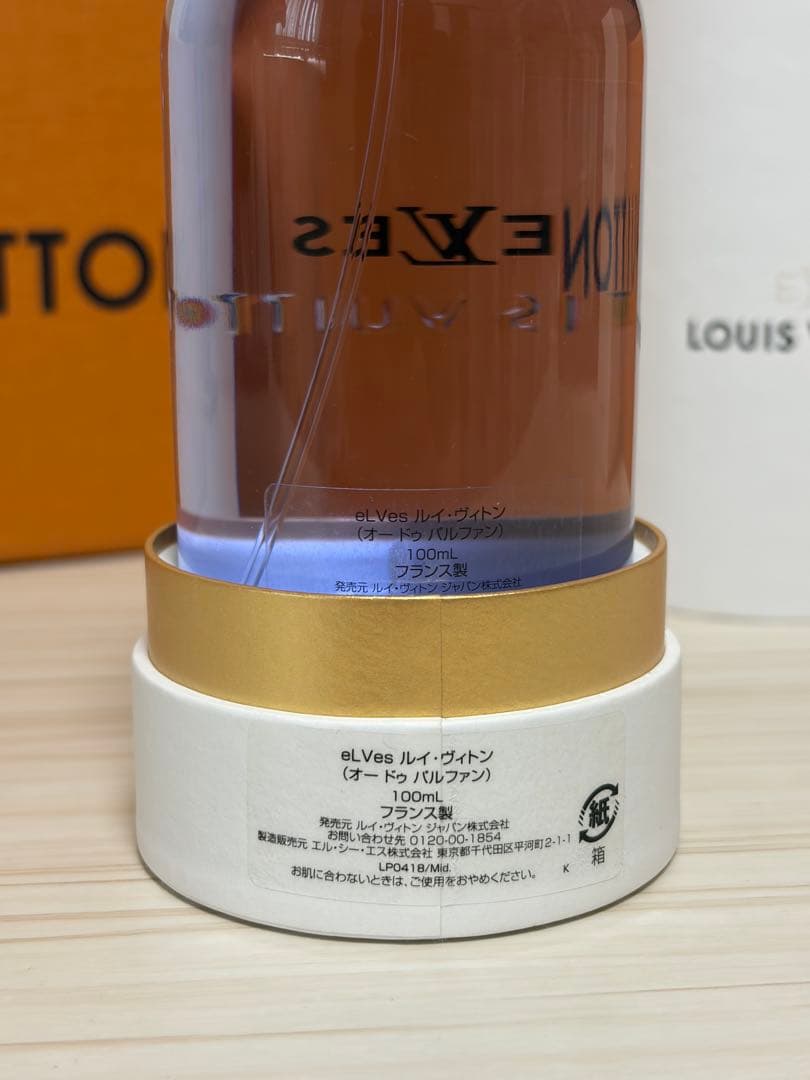 LOUIS V
eLVes ルイ・ヴィトン
(オー ドゥ パルファン)
100mL
フランス製
発売元 ルイ・ヴィトン ジャパン株式会社
eLVes ルイ・ヴィトン
(オー ドゥ パルファン)
100mL
フランス製
発売元 ルイ・ヴィトン ジャパン株式会社
お問い合わせ先 0120-00-1854
製造販売元 エル・シー・エス株式会社 東京都千代田区平河町2-1-1
LP0418/Mid.
お肌に合わないときは、ご使用をおやめください。
K
紙
箱